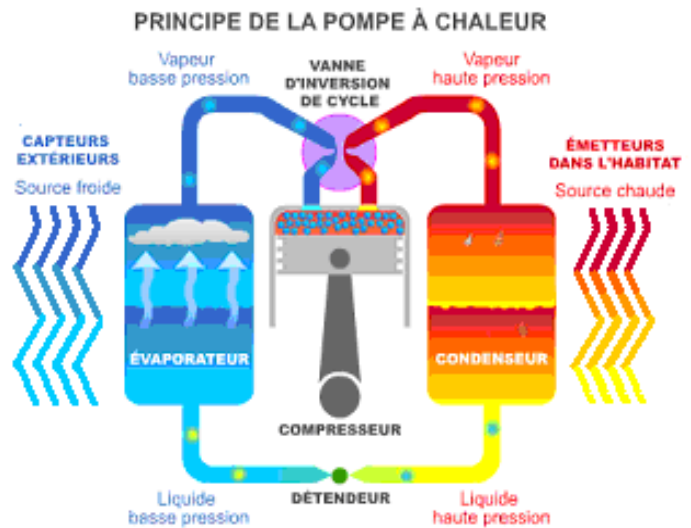 PRINCIPE DE LA POMPE À CHALEUR
Vapeur
basse pression
VANNE
D'INVERSION
DE CYCLE
Vapeur
haute pression
CAPTEURS
EXTÉRIEURS
Source froide
ÉMETTEURS
DANS L'HABITAT
Source chaude
ÉVAPORATEUR
CONDENSEUR
COMPRESSEUR
Liquide
basse pression
DÉTENDEUR
Liquide
haute pression